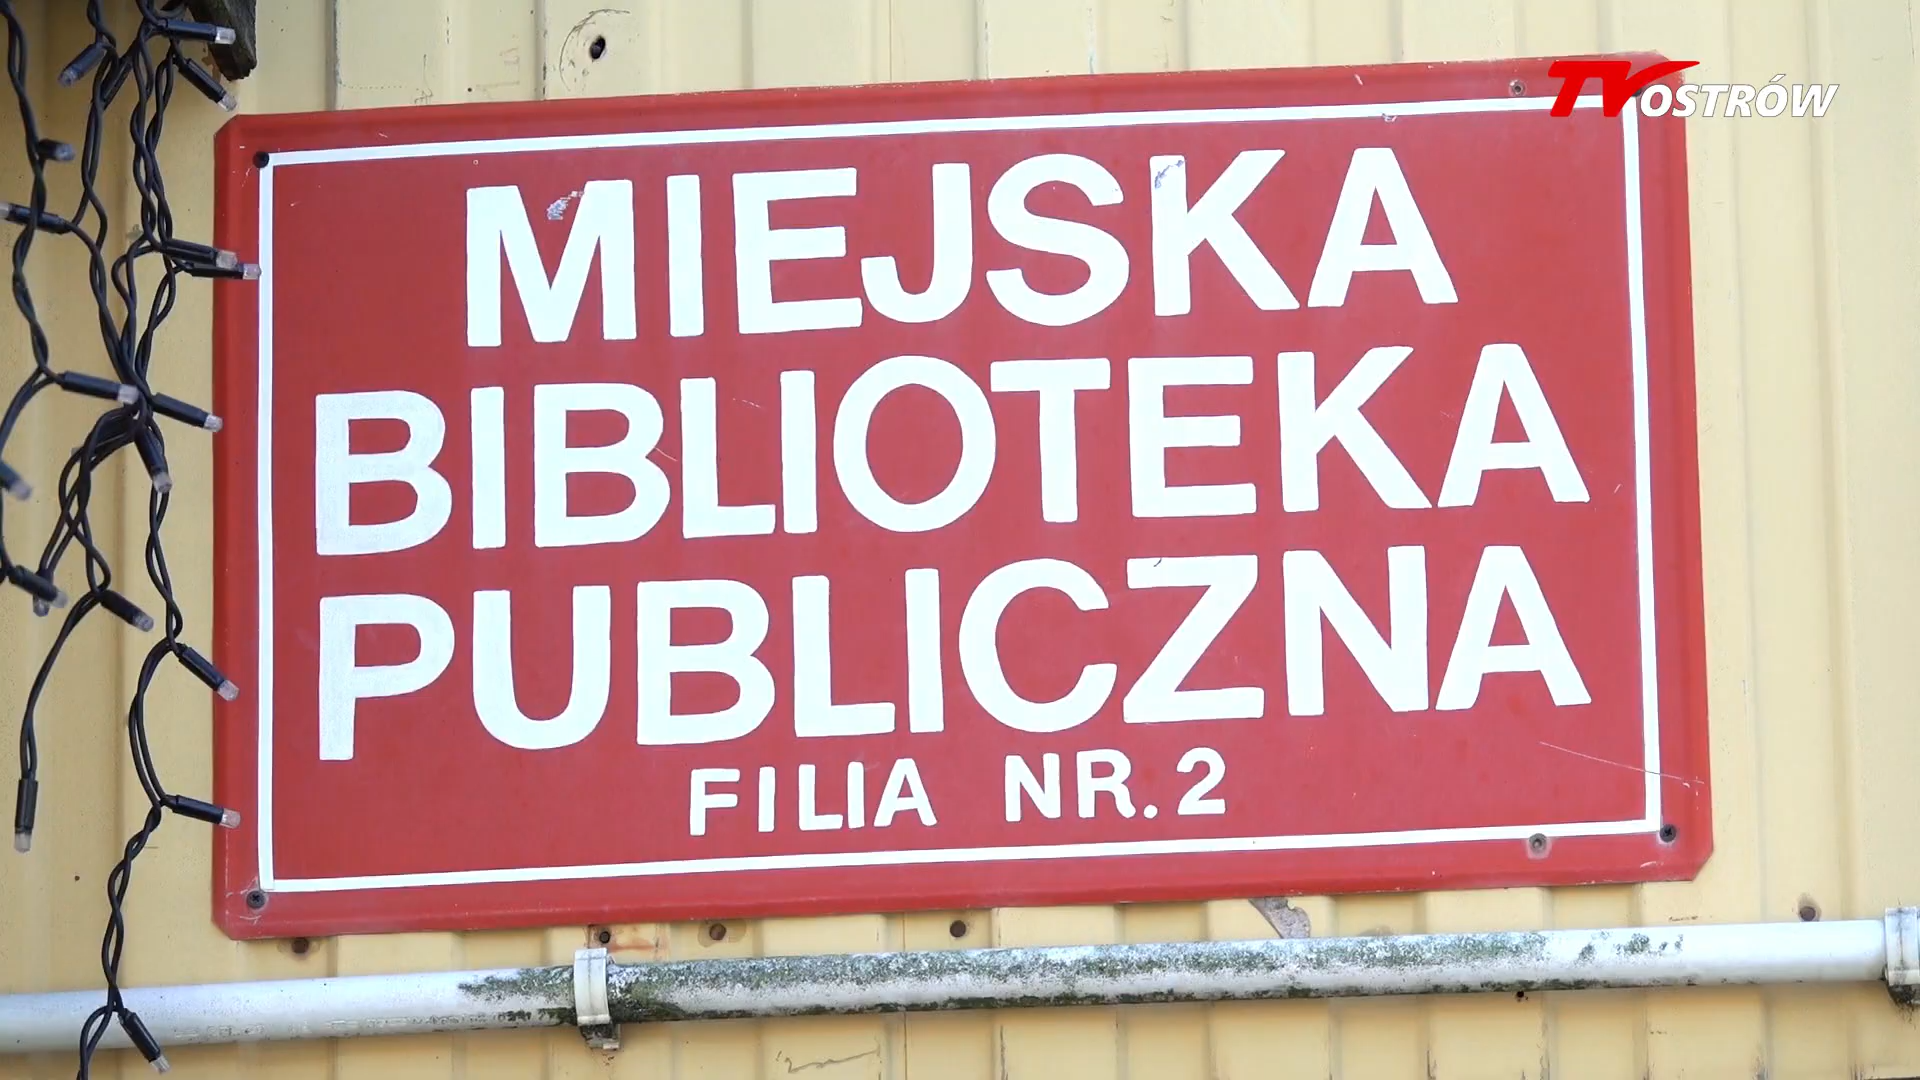 TVOSTRÓW
MIEJSKA
BIBLIOTEKA
PUBLICZNA
FILIA NR. 2